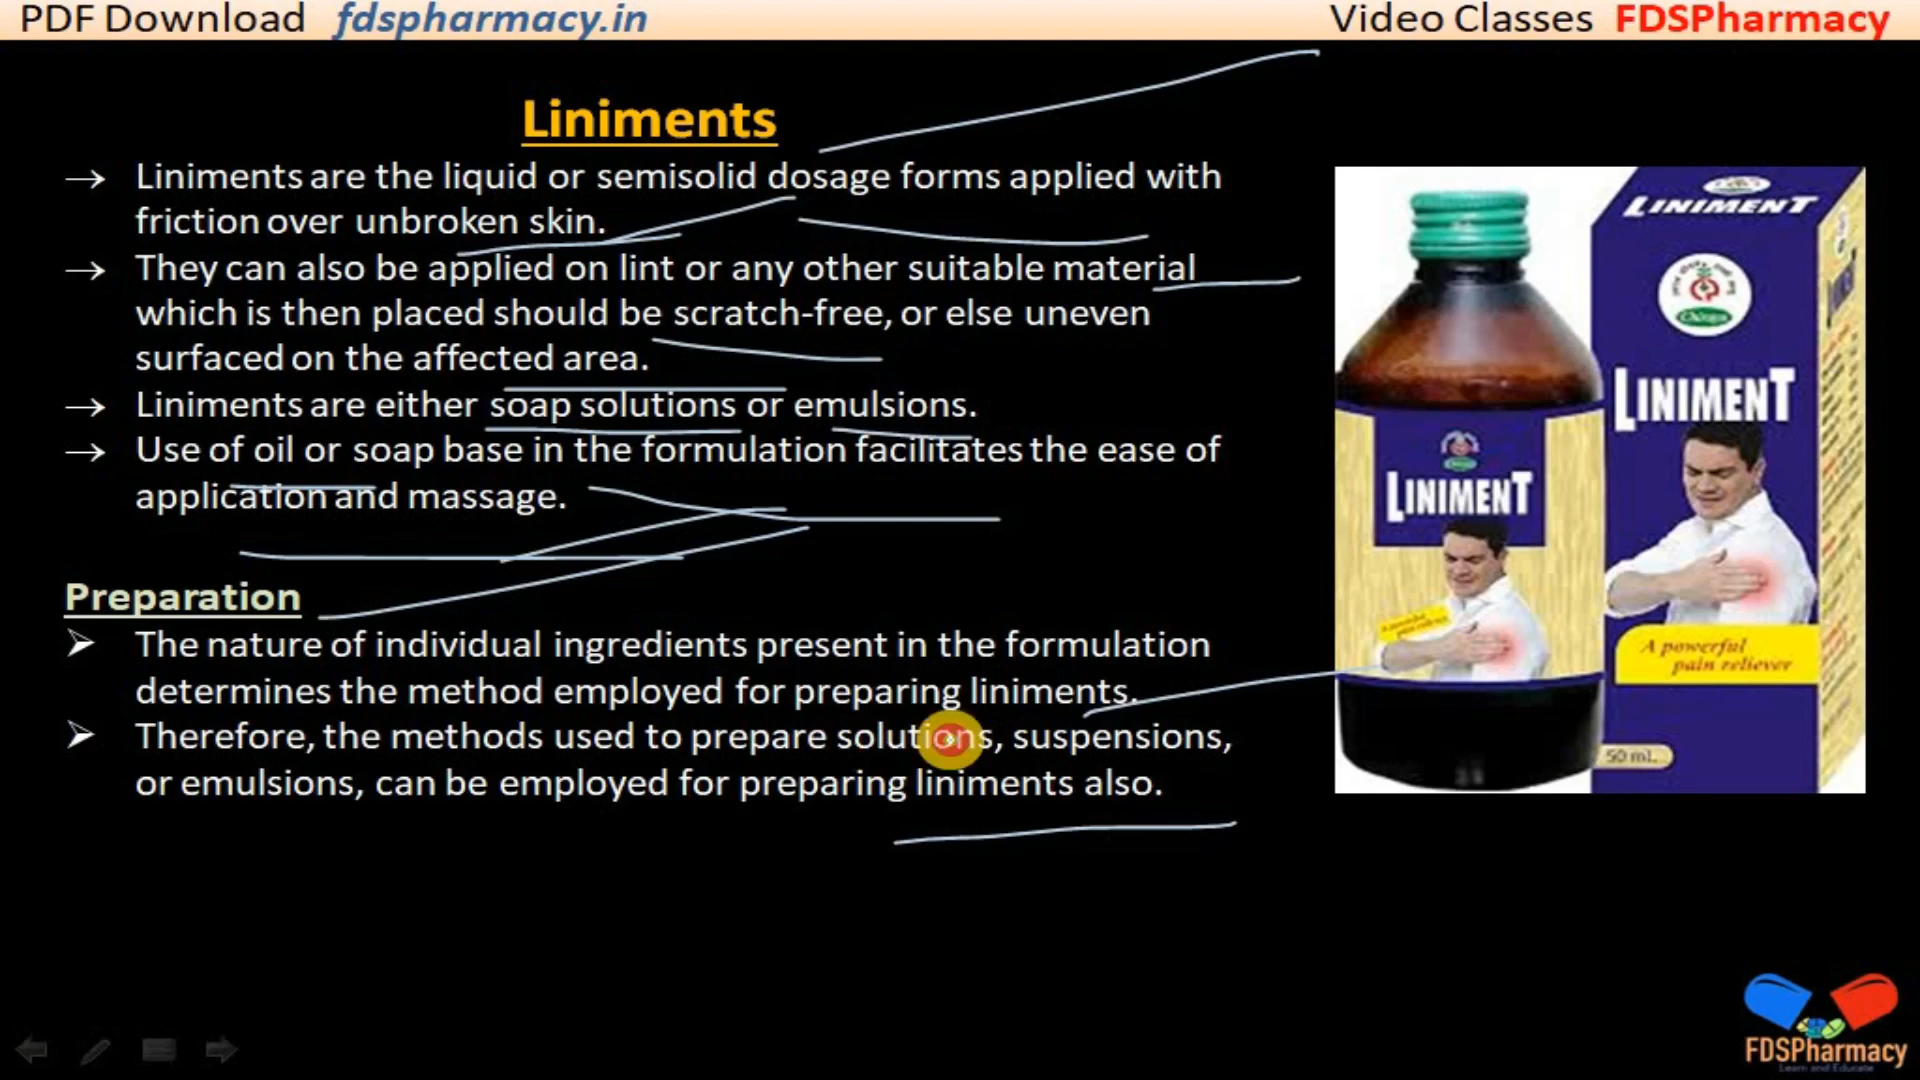 PDF Download fdspharmacy.in Video Classes FDSPharmacy
Liniments
→ Liniments are the liquid or semisolid dosage forms applied with
friction over unbroken skin.
→ They can also be applied on lint or any other suitable material
which is then placed should be scratch-free, or else uneven
surfaced on the affected area.
→ Liniments are either soap solutions or emulsions.
→ Use of oil or soap base in the formulation facilitates the ease of
application and massage.
Preparation
➢ The nature of individual ingredients present in the formulation
determines the method employed for preparing liniments.
➢ Therefore, the methods used to prepare solutions, suspensions,
or emulsions, can be employed for preparing liniments also.
LINIMENT
LINIMENT
LINIMENT
A powerful
pain reliever
50 ml.
FDSPharmacy
Learn and Educate